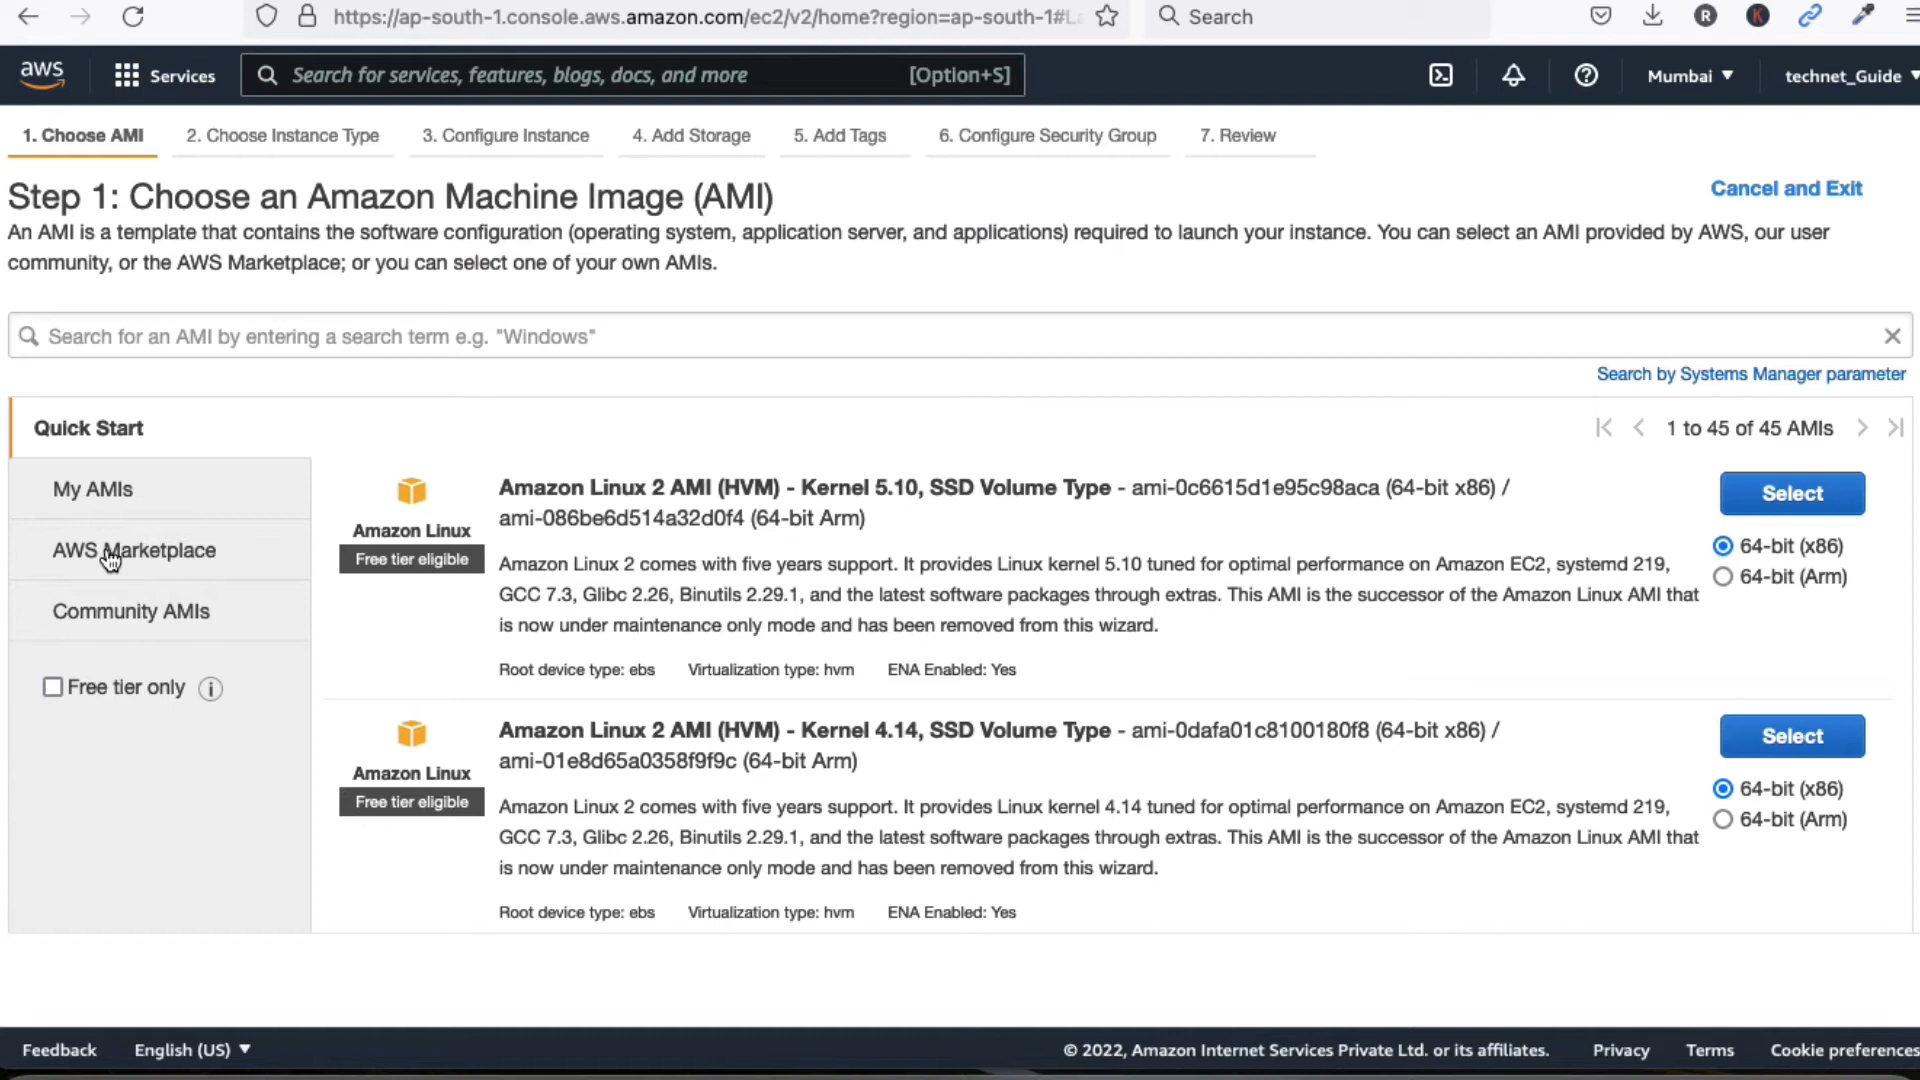 https://ap-south-1.console.aws.amazon.com/ec2/v2/home?region=ap-south-1#L
Search
R
K
aws
Services
Search for services, features, blogs, docs, and more
[Option+S]
Mumbai
technet_Guide
1. Choose AMI
2. Choose Instance Type
3. Configure Instance
4. Add Storage
5. Add Tags
6. Configure Security Group
7. Review
Step 1: Choose an Amazon Machine Image (AMI)
Cancel and Exit
An AMI is a template that contains the software configuration (operating system, application server, and applications) required to launch your instance. You can select an AMI provided by AWS, our user
community, or the AWS Marketplace; or you can select one of your own AMIs.
Search for an AMI by entering a search term e.g. "Windows"
Search by Systems Manager parameter
Quick Start
1 to 45 of 45 AMIs
My AMIs
AWS Marketplace
Community AMIs
Free tier only
Amazon Linux
Free tier eligible
Amazon Linux 2 AMI (HVM) - Kernel 5.10, SSD Volume Type - ami-0c6615d1e95c98aca (64-bit x86) /
ami-086be6d514a32d0f4 (64-bit Arm)
Amazon Linux 2 comes with five years support. It provides Linux kernel 5.10 tuned for optimal performance on Amazon EC2, systemd 219,
GCC 7.3, Glibc 2.26, Binutils 2.29.1, and the latest software packages through extras. This AMI is the successor of the Amazon Linux AMI that
is now under maintenance only mode and has been removed from this wizard.
Root device type: ebs
Virtualization type: hvm
ENA Enabled: Yes
Select
64-bit (x86)
64-bit (Arm)
Amazon Linux
Free tier eligible
Amazon Linux 2 AMI (HVM) - Kernel 4.14, SSD Volume Type - ami-0dafa01c8100180f8 (64-bit x86) /
ami-01e8d65a0358f9f9c (64-bit Arm)
Amazon Linux 2 comes with five years support. It provides Linux kernel 4.14 tuned for optimal performance on Amazon EC2, systemd 219,
GCC 7.3, Glibc 2.26, Binutils 2.29.1, and the latest software packages through extras. This AMI is the successor of the Amazon Linux AMI that
is now under maintenance only mode and has been removed from this wizard.
Root device type: ebs
Virtualization type: hvm
ENA Enabled: Yes
Select
64-bit (x86)
64-bit (Arm)
Feedback
English (US)
© 2022, Amazon Internet Services Private Ltd. or its affiliates.
Privacy
Terms
Cookie preferences